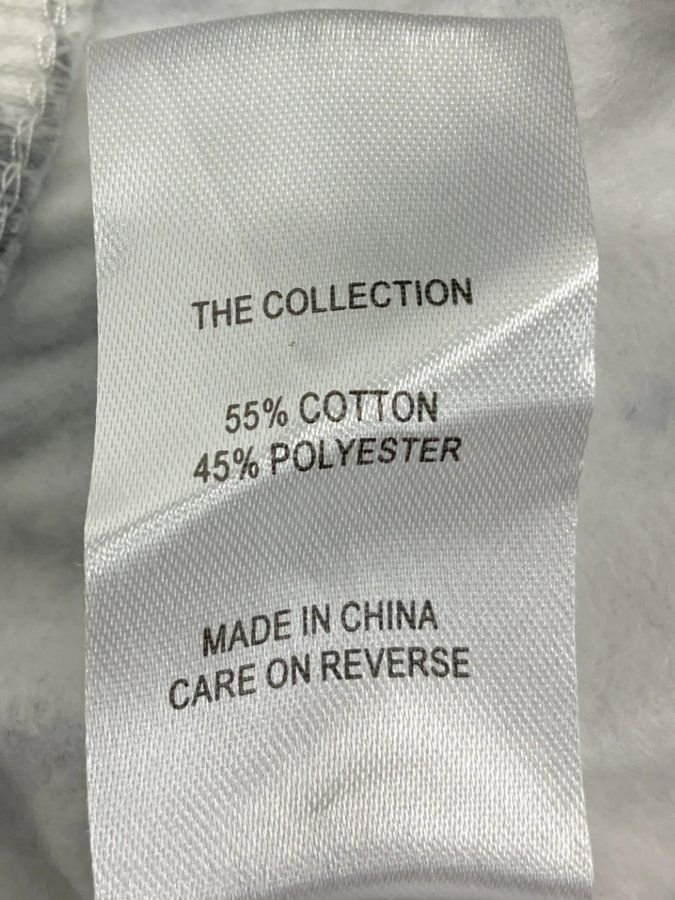 THE COLLECTION
55% COTTON
45% POLYESTER
MADE IN CHINA
CARE ON REVERSE